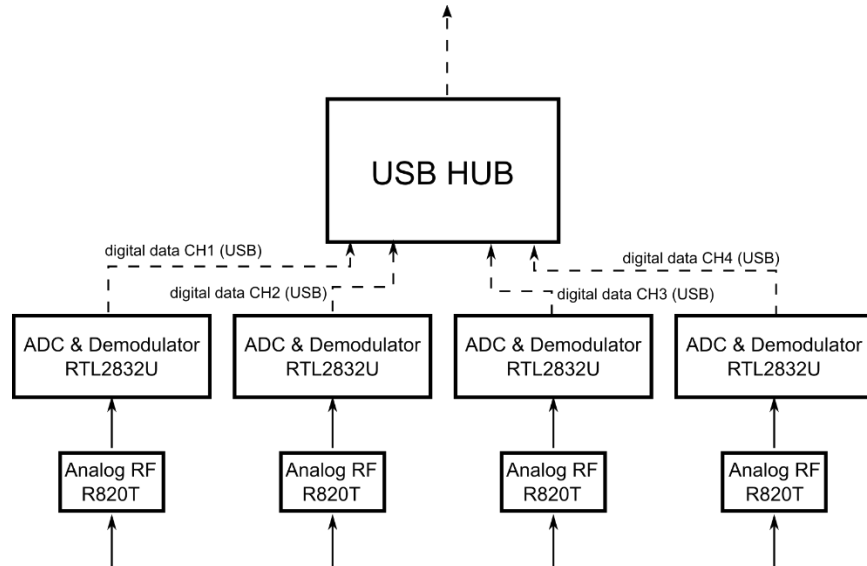 USB HUB
digital data CH1 (USB)
digital data CH4 (USB)
digital data CH2 (USB)
digital data CH3 (USB)
ADC & Demodulator
RTL2832U
ADC & Demodulator
RTL2832U
ADC & Demodulator
RTL2832U
ADC & Demodulator
RTL2832U
Analog RF
R820T
Analog RF
R820T
Analog RF
R820T
Analog RF
R820T